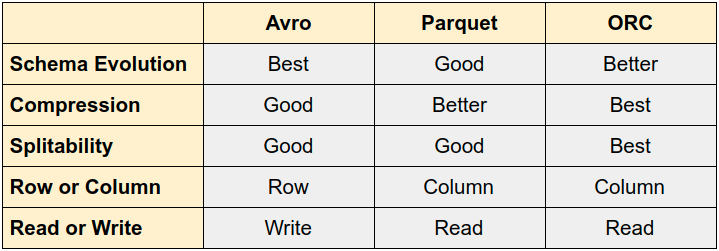 Avro Parquet ORC
Schema Evolution Best Good Better
Compression Good Better Best
Splitability Good Good Best
Row or Column Row Column Column
Read or Write Write Read Read